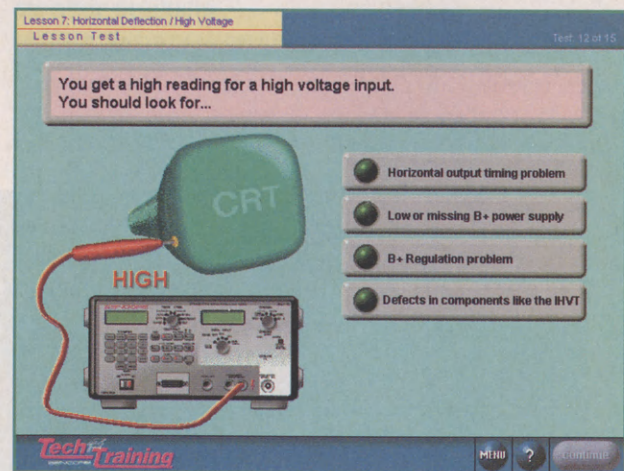 Lesson 7: Horizontal Deflection / High Voltage
Lesson Test
Test: 12 of 15
You get a high reading for a high voltage input.
You should look for...
Horizontal output timing problem
Low or missing B+ power supply
B+ Regulation problem
Defects in components like the IHVT
CRT
HIGH
Tech Training
SENCORE
MENU
?
continue